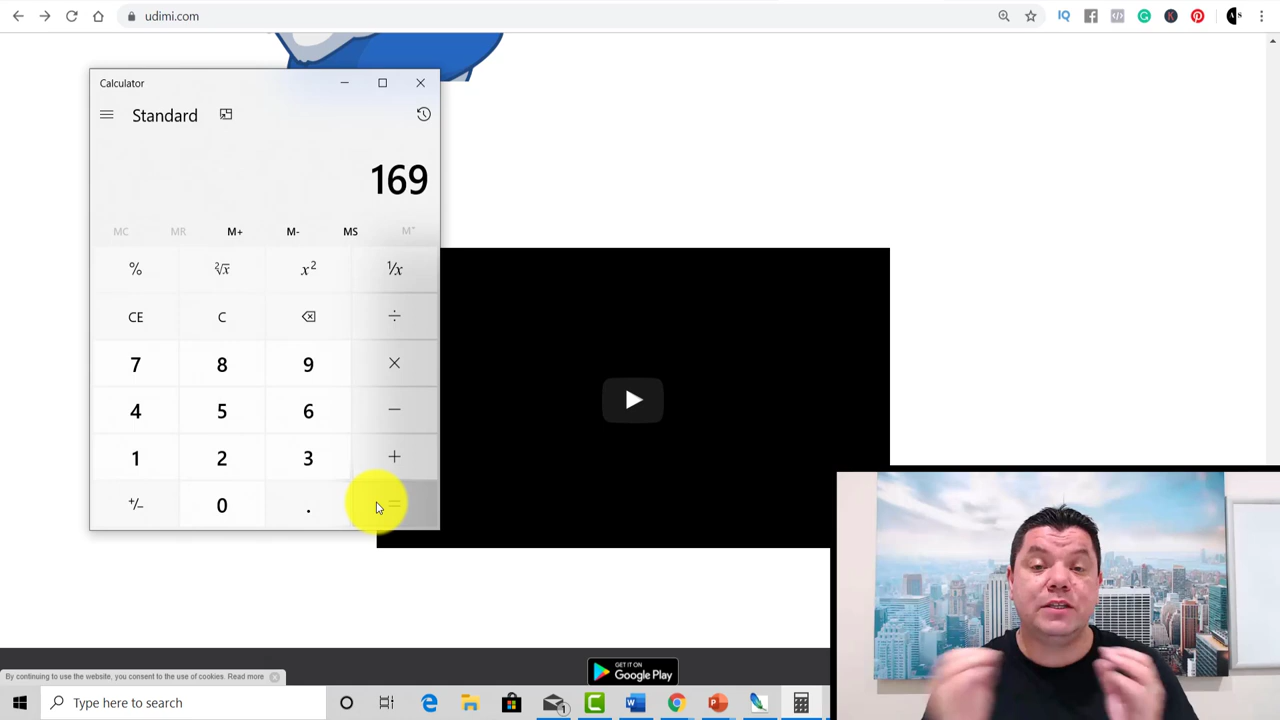 udimi.com
Calculator
Standard
169
MC MR M+ M- MS M˅
% ²√x x² ¹/x
CE C ÷
7 8 9 ×
4 5 6 −
1 2 3 +
+/− 0 . =
GET IT ON
Google Play
By continuing to use the website, you consent to the use of cookies. Read more
Type here to search